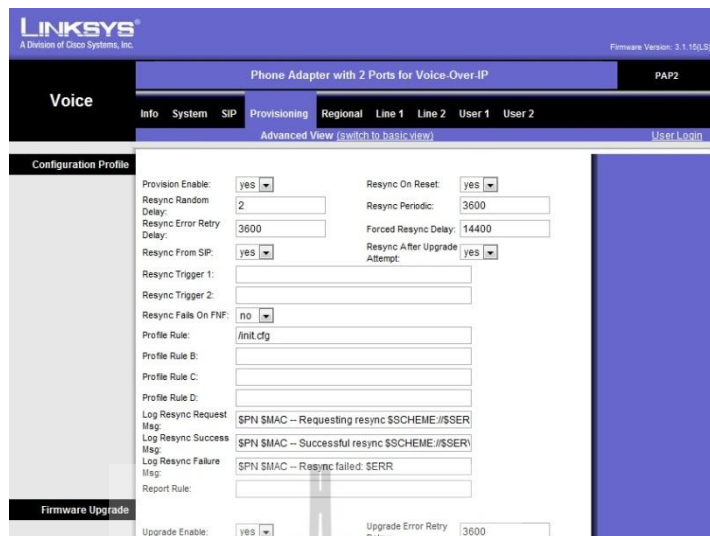 LINKSYS®
A Division of Cisco Systems, Inc.
Firmware Version: 3.1.15(LS)
Phone Adapter with 2 Ports for Voice-Over-IP
PAP2
Voice
Info System SIP Provisioning Regional Line 1 Line 2 User 1 User 2
Advanced View (switch to basic view)
User Login
Configuration Profile
Provision Enable: yes Resync On Reset: yes
Resync Random Delay: 2 Resync Periodic: 3600
Resync Error Retry Delay: 3600 Forced Resync Delay: 14400
Resync From SIP: yes Resync After Upgrade Attempt: yes
Resync Trigger 1:
Resync Trigger 2:
Resync Fails On FNF: no
Profile Rule: /init.cfg
Profile Rule B:
Profile Rule C:
Profile Rule D:
Log Resync Request Msg: $PN $MAC -- Requesting resync $SCHEME://$SER
Log Resync Success Msg: $PN $MAC -- Successful resync $SCHEME://$SERV
Log Resync Failure Msg: $PN $MAC -- Resync failed: $ERR
Report Rule:
Firmware Upgrade
Upgrade Enable: yes Upgrade Error Retry 3600